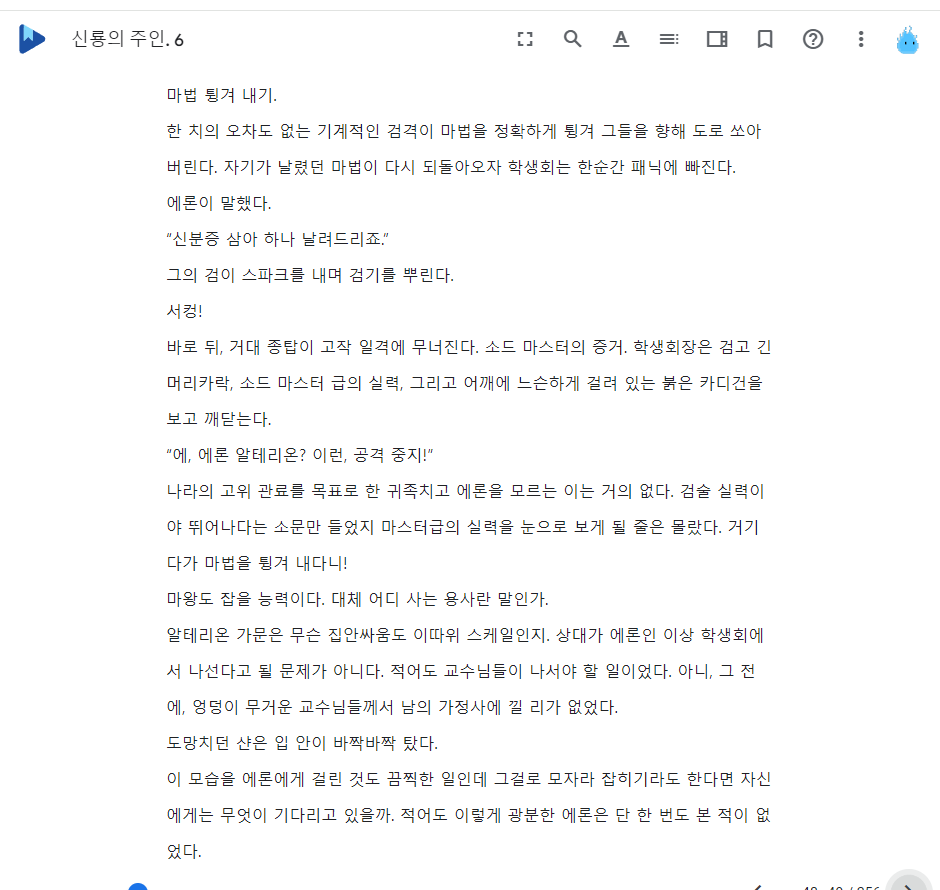 신룡의 주인. 6
마법 튕겨 내기.
한 치의 오차도 없는 기계적인 검격이 마법을 정확하게 튕겨 그들을 향해 도로 쏘아
버린다. 자기가 날렸던 마법이 다시 되돌아오자 학생회는 한순간 패닉에 빠진다.
에론이 말했다.
“신분증 삼아 하나 날려드리죠.”
그의 검이 스파크를 내며 검기를 뿌린다.
서컹!
바로 뒤, 거대 종탑이 고작 일격에 무너진다. 소드 마스터의 증거. 학생회장은 검고 긴
머리카락, 소드 마스터 급의 실력, 그리고 어깨에 느슨하게 걸려 있는 붉은 카디건을
보고 깨닫는다.
“에, 에론 알테리온? 이런, 공격 중지!”
나라의 고위 관료를 목표로 한 귀족치고 에론을 모르는 이는 거의 없다. 검술 실력이
야 뛰어나다는 소문만 들었지 마스터급의 실력을 눈으로 보게 될 줄은 몰랐다. 거기
다가 마법을 튕겨 내다니!
마왕도 잡을 능력이다. 대체 어디 사는 용사란 말인가.
알테리온 가문은 무슨 집안싸움도 이따위 스케일인지. 상대가 에론인 이상 학생회에
서 나선다고 될 문제가 아니다. 적어도 교수님들이 나서야 할 일이었다. 아니, 그 전
에, 엉덩이 무거운 교수님들께서 남의 가정사에 낄 리가 없었다.
도망치던 샨은 입 안이 바짝바짝 탔다.
이 모습을 에론에게 걸린 것도 끔찍한 일인데 그걸로 모자라 잡히기라도 한다면 자신
에게는 무엇이 기다리고 있을까. 적어도 이렇게 광분한 에론은 단 한 번도 본 적이 없
었다.